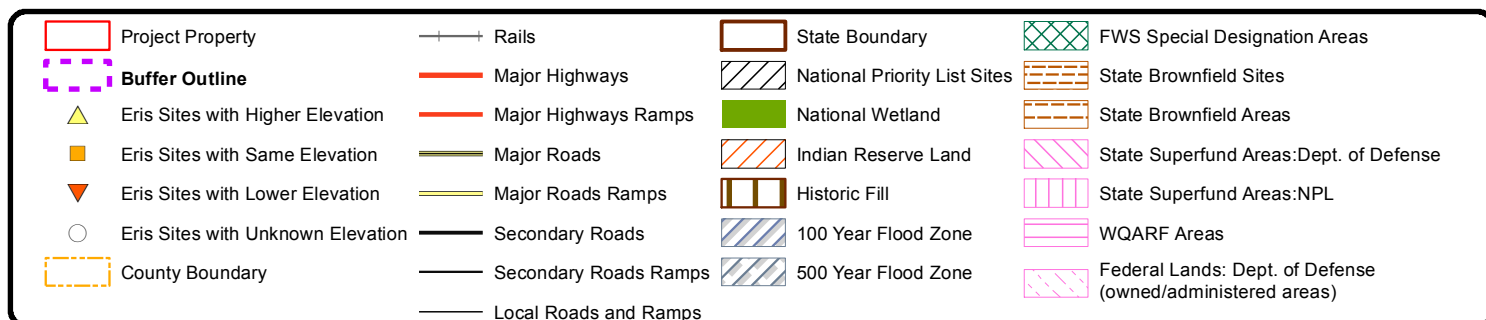 Project Property
Buffer Outline
Eris Sites with Higher Elevation
Eris Sites with Same Elevation
Eris Sites with Lower Elevation
Eris Sites with Unknown Elevation
County Boundary
Rails
Major Highways
Major Highways Ramps
Major Roads
Major Roads Ramps
Secondary Roads
Secondary Roads Ramps
Local Roads and Ramps
State Boundary
National Priority List Sites
National Wetland
Indian Reserve Land
Historic Fill
100 Year Flood Zone
500 Year Flood Zone
FWS Special Designation Areas
State Brownfield Sites
State Brownfield Areas
State Superfund Areas:Dept. of Defense
State Superfund Areas:NPL
WQARF Areas
Federal Lands: Dept. of Defense
(owned/administered areas)